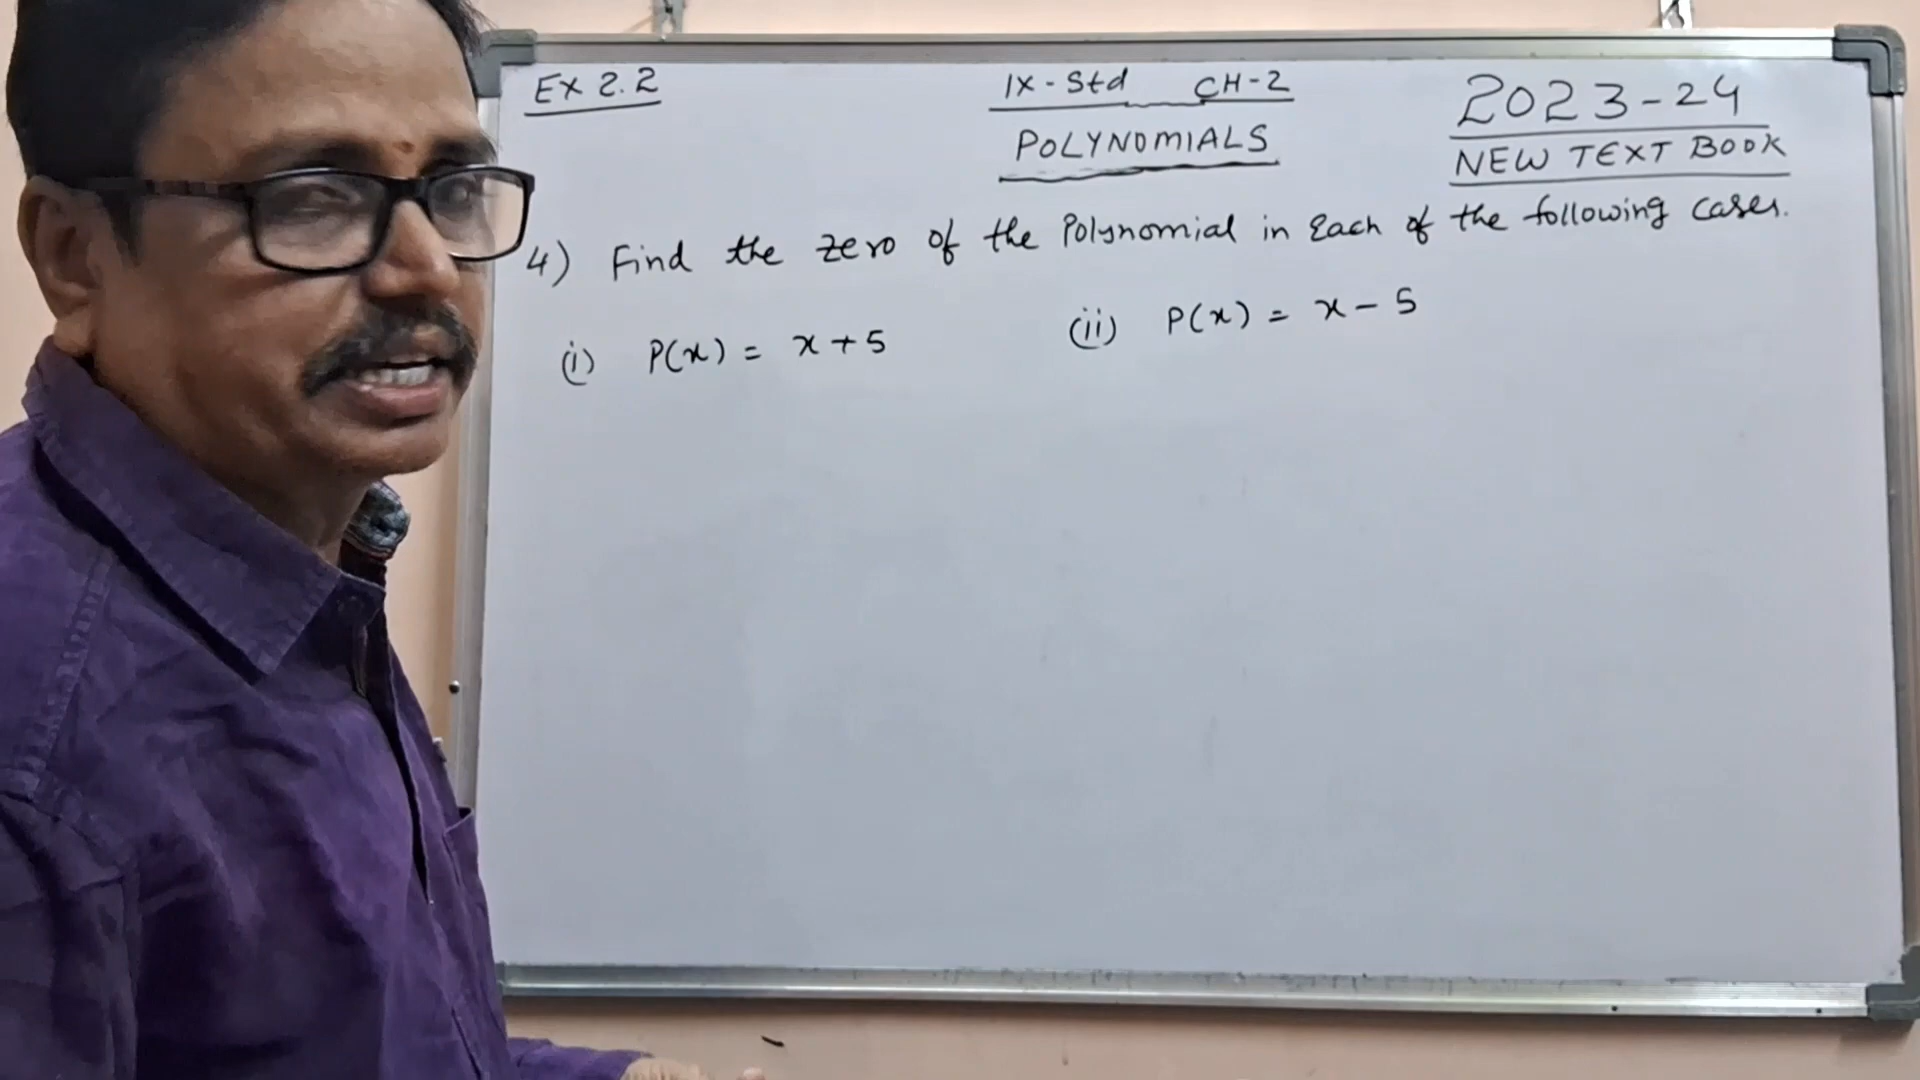 EX 2.2
IX - Std CH-2
POLYNOMIALS
2023-24
NEW TEXT BOOK
4) Find the zero of the Polynomial in Each of the following cases.
(i) P(x) = x + 5
(ii) P(x) = x - 5